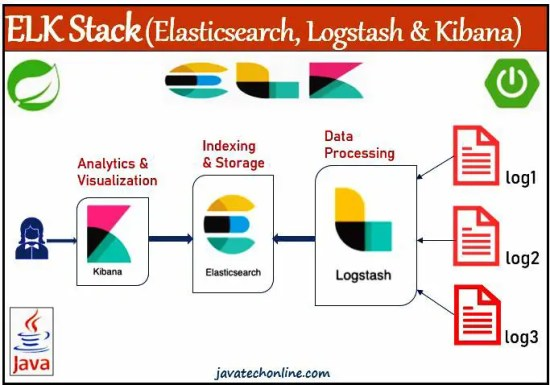 ELK Stack (Elasticsearch, Logstash & Kibana)
Analytics &
Visualization
Kibana
Indexing
& Storage
Elasticsearch
Data
Processing
Logstash
log1
log2
log3
Java
javatechonline.com